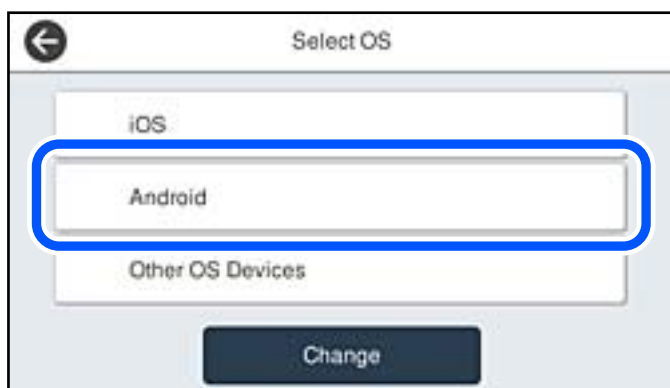 Select OS
iOS
Android
Other OS Devices
Change